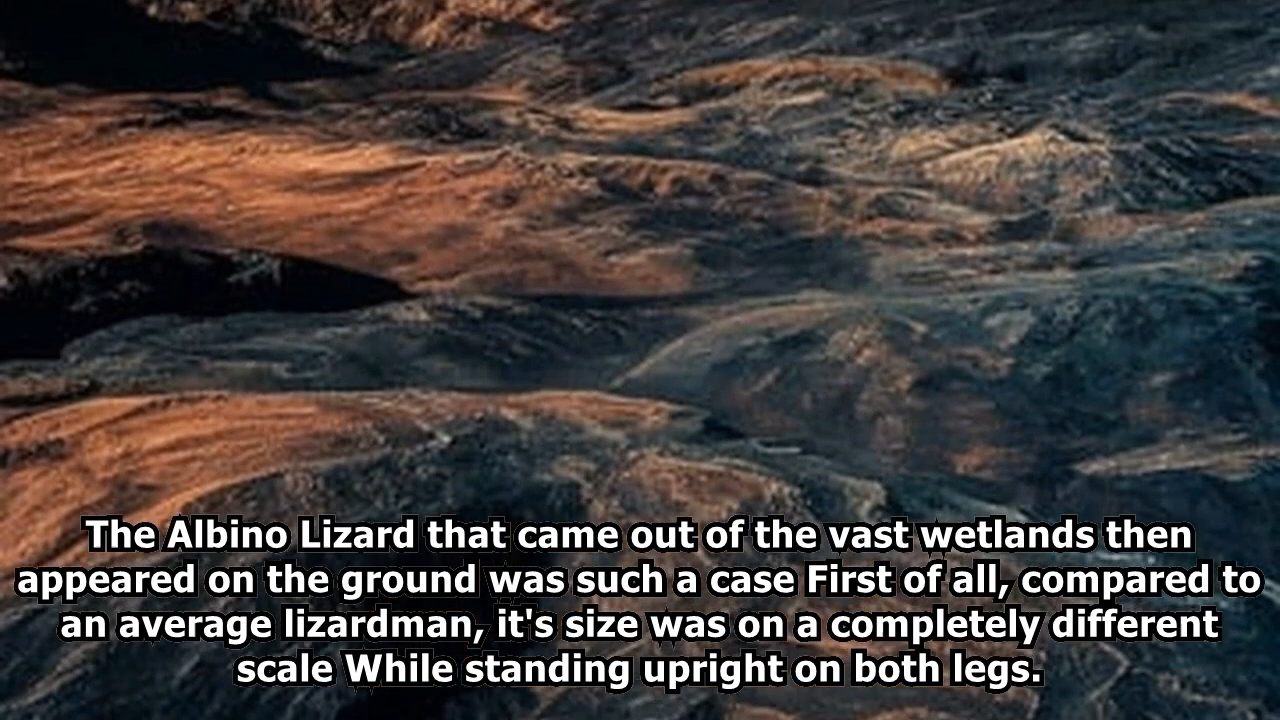 The Albino Lizard that came out of the vast wetlands then
appeared on the ground was such a case First of all, compared to
an average lizardman, it's size was on a completely different
scale While standing upright on both legs.